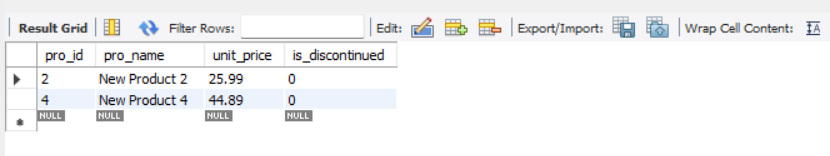 Result Grid Filter Rows: Edit: Export/Import: Wrap Cell Content: IA
pro_id pro_name unit_price is_discontinued
2 New Product 2 25.99 0
4 New Product 4 44.89 0
NULL NULL NULL NULL